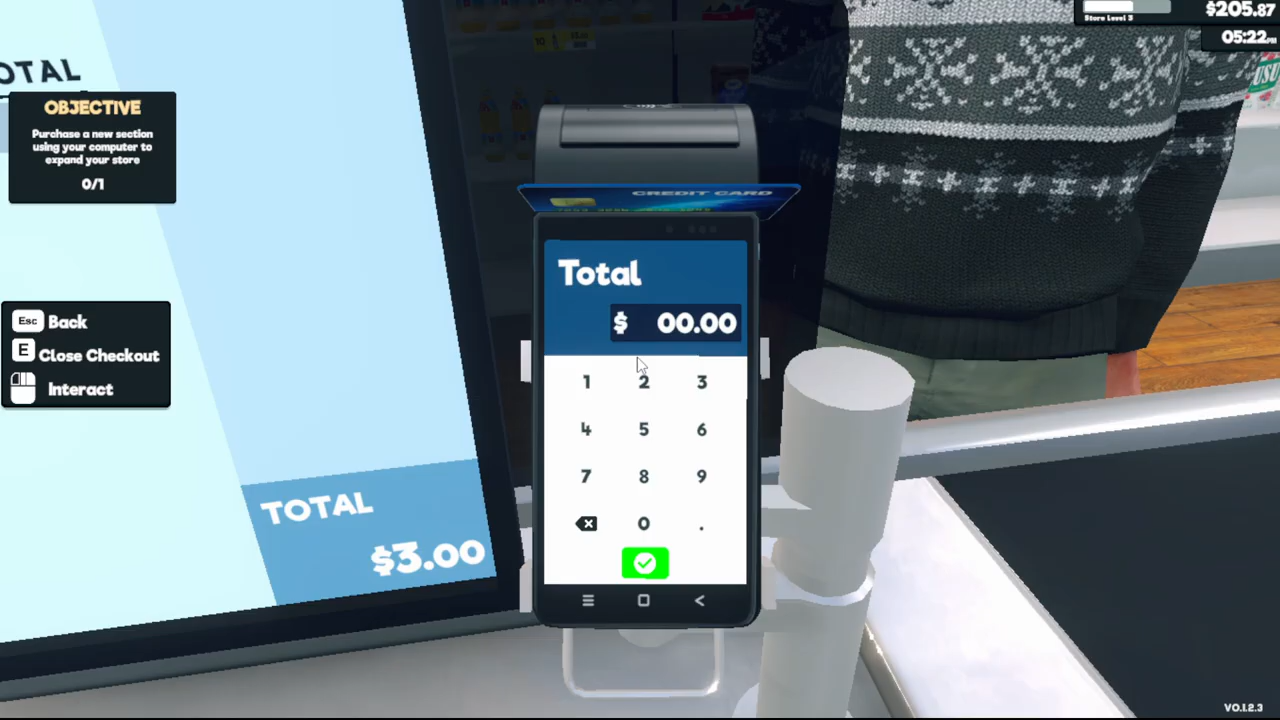 OTAL
OBJECTIVE
Purchase a new section
using your computer to
expand your store
0/1
Esc Back
E Close Checkout
Interact
TOTAL
$3.00
CREDIT CARD
Total
$ 00.00
1 2 3
4 5 6
7 8 9
0 .
Store Level 3
$205.87
05:22
USU
V0.1.2.3